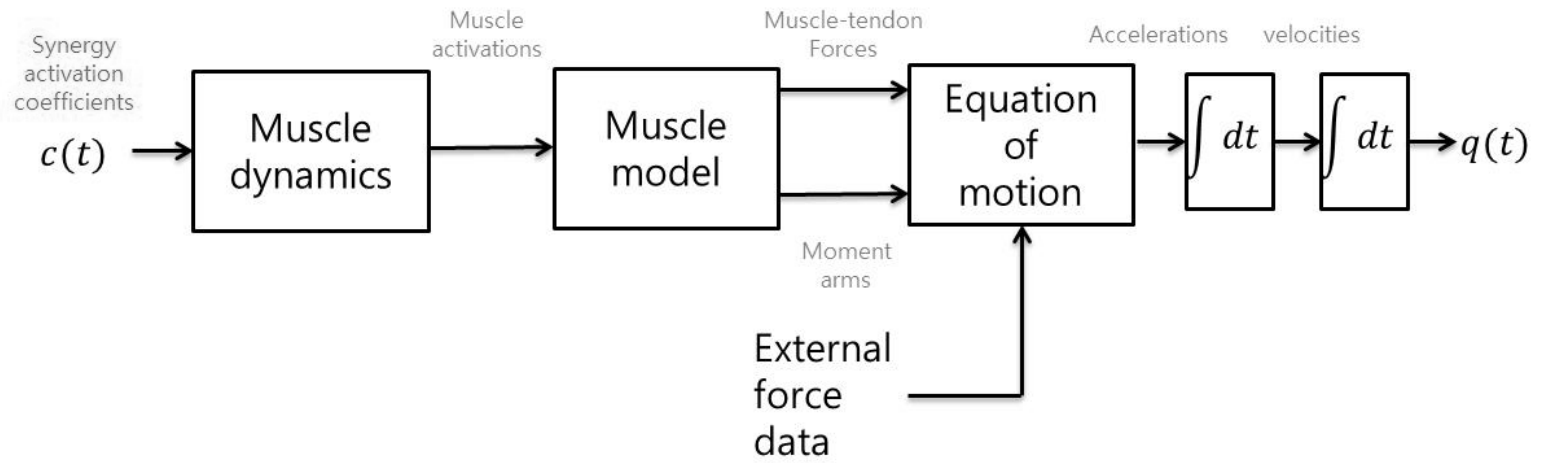 Synergy
activation
coefficients
c(t)
Muscle
dynamics
Muscle
activations
Muscle
model
Muscle-tendon
Forces
Moment
arms
Equation
of
motion
External
force
data
Accelerations
velocities
∫ dt
∫ dt
q(t)